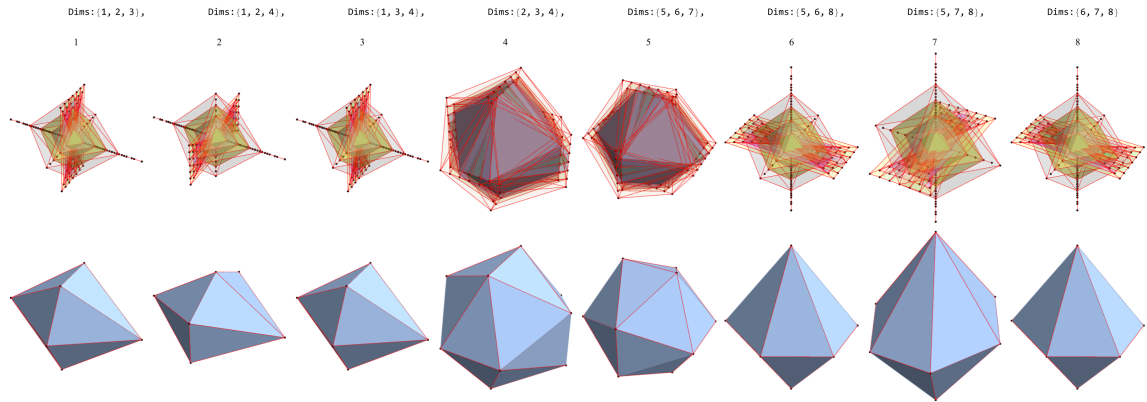 Dims:{1, 2, 3}, Dims:{1, 2, 4}, Dims:{1, 3, 4}, Dims:{2, 3, 4}, Dims:{5, 6, 7}, Dims:{5, 6, 8}, Dims:{5, 7, 8}, Dims:{6, 7, 8}
1 2 3 4 5 6 7 8